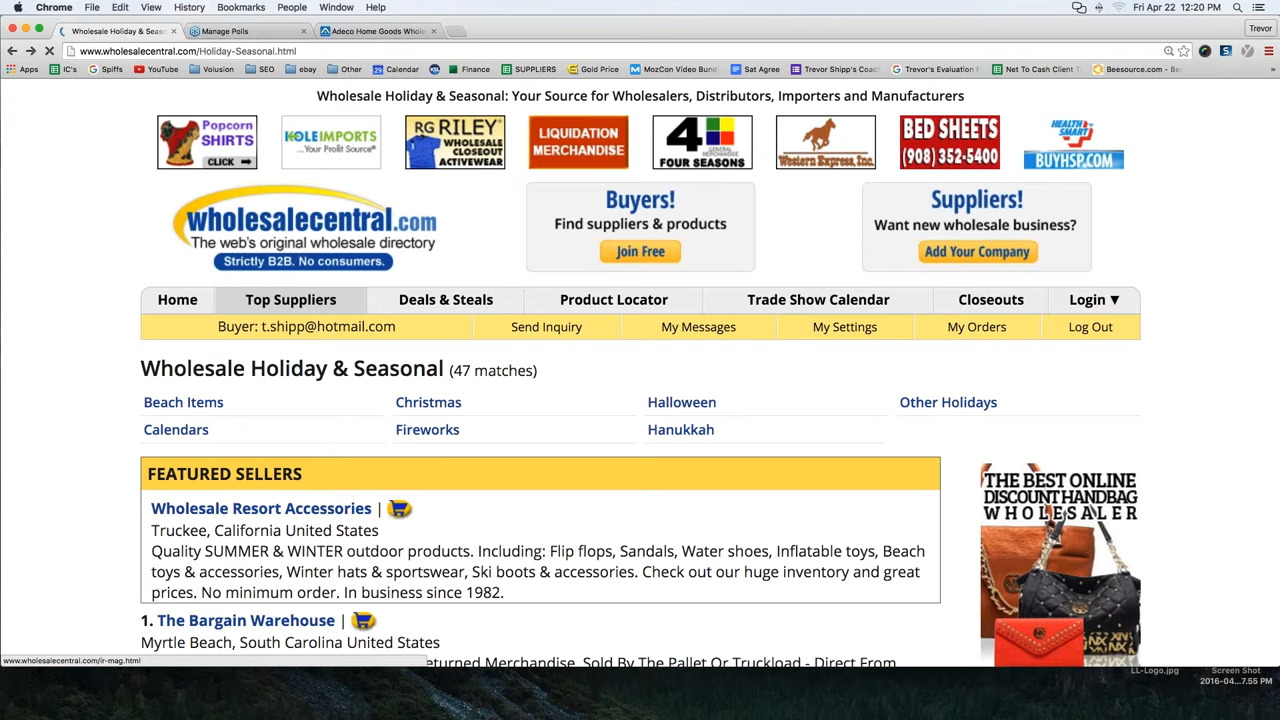 Chrome File Edit View History Bookmarks People Window Help Fri Apr 22 12:20 PM
Wholesale Holiday & Seaso Manage Polls Adeco Home Goods Whole Trevor
www.wholesalecentral.com/Holiday-Seasonal.html
Apps IC's Spiffs YouTube Volusion SEO ebay Other Calendar Finance SUPPLIERS Gold Price MozCon Video Bund Sat Agree Trevor Shipp's Coach Trevor's Evaluation Net To Cash Client T Beesource.com - Be »
Wholesale Holiday & Seasonal: Your Source for Wholesalers, Distributors, Importers and Manufacturers
Popcorn SHIRTS CLICK
KOLEIMPORTS ...Your Profit Source®
RG RILEY WHOLESALE CLOSEOUT ACTIVEWEAR
LIQUIDATION MERCHANDISE
4 GENERAL MERCHANDISE FOUR SEASONS
Western Express, Inc.
BED SHEETS (908) 352-5400
HEALTH SMART BUYHSP.COM
wholesalecentral.com
The web's original wholesale directory
Strictly B2B. No consumers.
Buyers!
Find suppliers & products
Join Free
Suppliers!
Want new wholesale business?
Add Your Company
Home Top Suppliers Deals & Steals Product Locator Trade Show Calendar Closeouts Login ▼
Buyer: t.shipp@hotmail.com Send Inquiry My Messages My Settings My Orders Log Out
Wholesale Holiday & Seasonal (47 matches)
Beach Items Christmas Halloween Other Holidays
Calendars Fireworks Hanukkah
FEATURED SELLERS
Wholesale Resort Accessories |
Truckee, California United States
Quality SUMMER & WINTER outdoor products. Including: Flip flops, Sandals, Water shoes, Inflatable toys, Beach
toys & accessories, Winter hats & sportswear, Ski boots & accessories. Check out our huge inventory and great
prices. No minimum order. In business since 1982.
1. The Bargain Warehouse |
Myrtle Beach, South Carolina United States
eturned Merchandise, Sold By The Pallet Or Truckload - Direct From
THE BEST ONLINE
DISCOUNT HANDBAG
WHOLESALER
www.wholesalecentral.com/ir-mag.html
LL-Logo.jpg Screen Shot
2016-04...7.55 PM